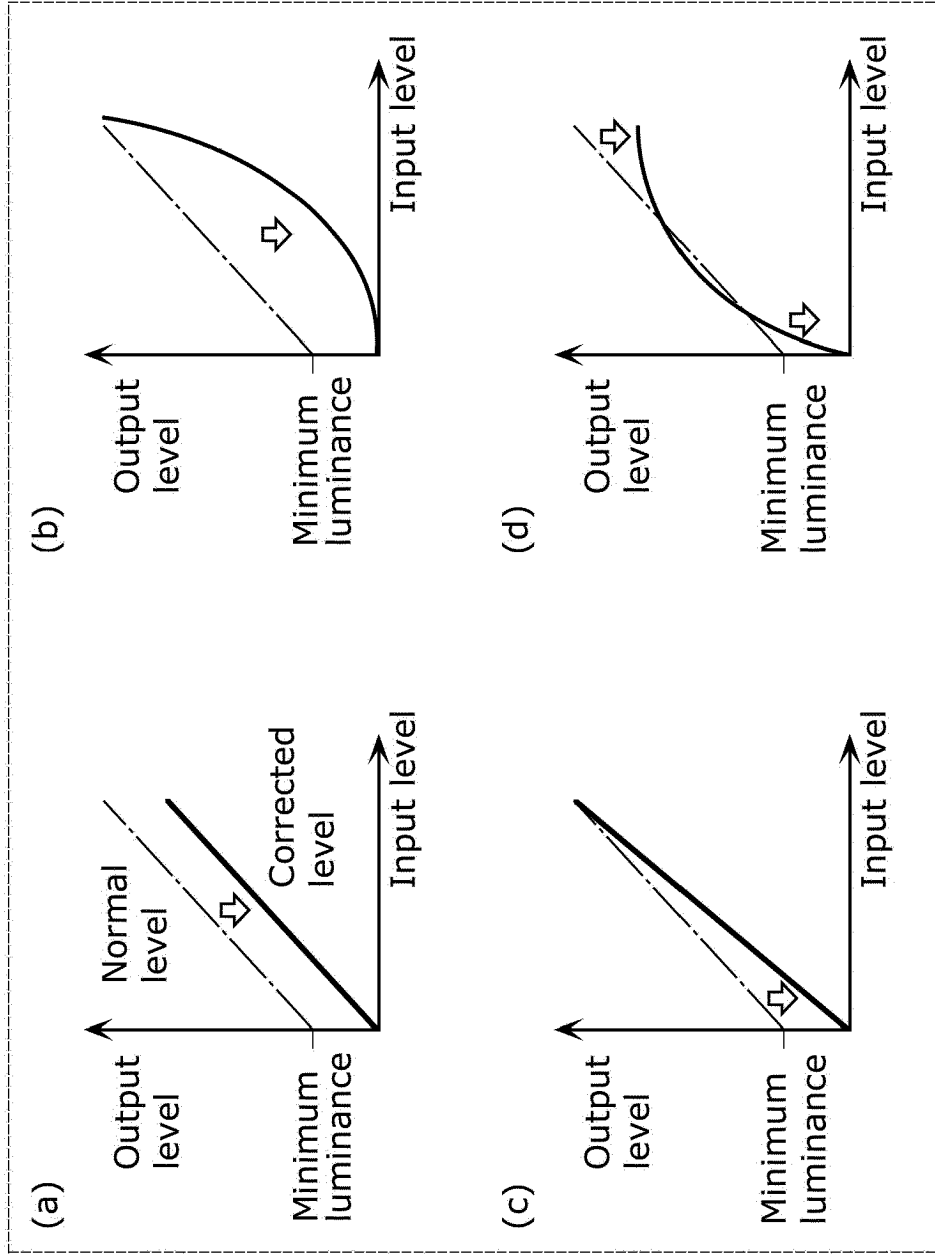 (a)
Output
level
Normal
level
Minimum
luminance
Corrected
level
Input level
(b)
Output
level
Minimum
luminance
Input level
(c)
Output
level
Minimum
luminance
Input level
(d)
Output
level
Minimum
luminance
Input level